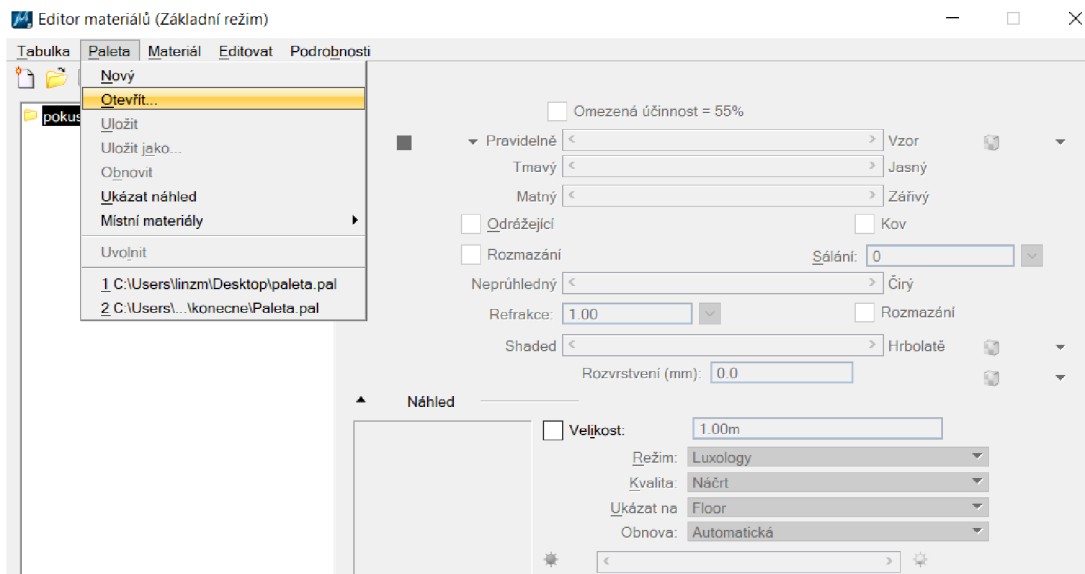 Editor materiálů (Základní režim)
Tabulka Paleta Materiál Editovat Podrobnosti
Nový
Otevřít...
pokus
Uložit
Uložit jako...
Obnovit
Ukázat náhled
Místní materiály
Uvolnit
1 C:\Users\linzm\Desktop\paleta.pal
2 C:\Users\...\konecne\Paleta.pal
Omezená účinnost = 55%
Pravidelně Vzor
Tmavý Jasný
Matný Zářivý
Odrážející Kov
Rozmazání Sálání: 0
Neprůhledný Čirý
Refrakce: 1.00 Rozmazání
Shaded Hrbolatě
Rozvrstvení (mm): 0.0
Náhled
Velikost: 1.00m
Režim: Luxology
Kvalita: Náčrt
Ukázat na Floor
Obnova: Automatická